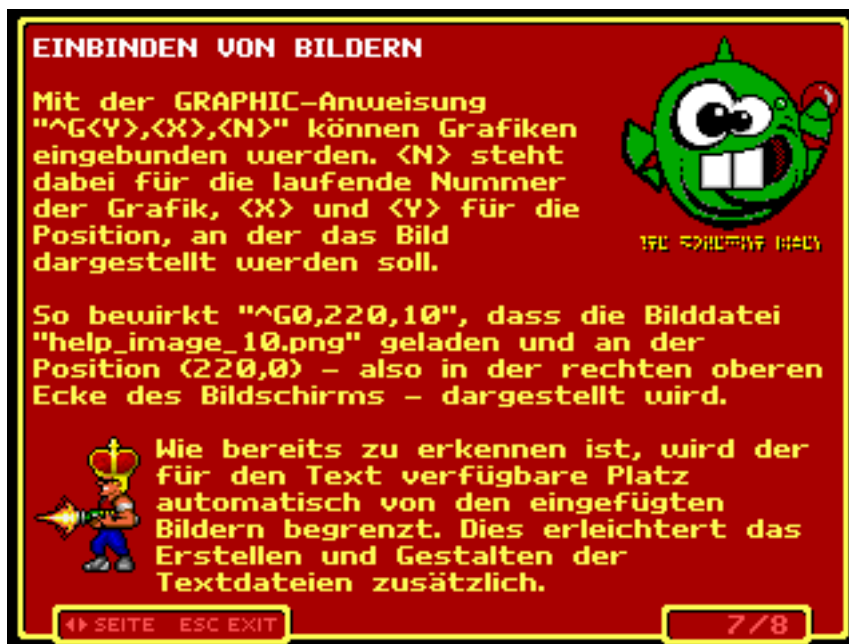 EINBINDEN VON BILDERN
Mit der GRAPHIC-Anweisung
"^G<Y>,<X>,<N>" können Grafiken
eingebunden werden. <N> steht
dabei für die laufende Nummer
der Grafik, <X> und <Y> für die
Position, an der das Bild
dargestellt werden soll.
So bewirkt "^G0,220,10", dass die Bilddatei
"help_image_10.png" geladen und an der
Position (220,0) - also in der rechten oberen
Ecke des Bildschirms - dargestellt wird.
Wie bereits zu erkennen ist, wird der
für den Text verfügbare Platz
automatisch von den eingefügten
Bildern begrenzt. Dies erleichtert das
Erstellen und Gestalten der
Textdateien zusätzlich.
SEITE ESC EXIT
7/8